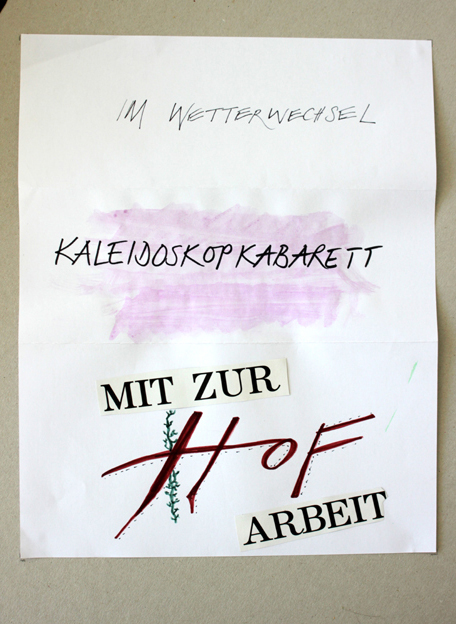 IM WETTERWECHSEL
KALEIDOSKOPKABARETT
MIT ZUR
HOF
ARBEIT